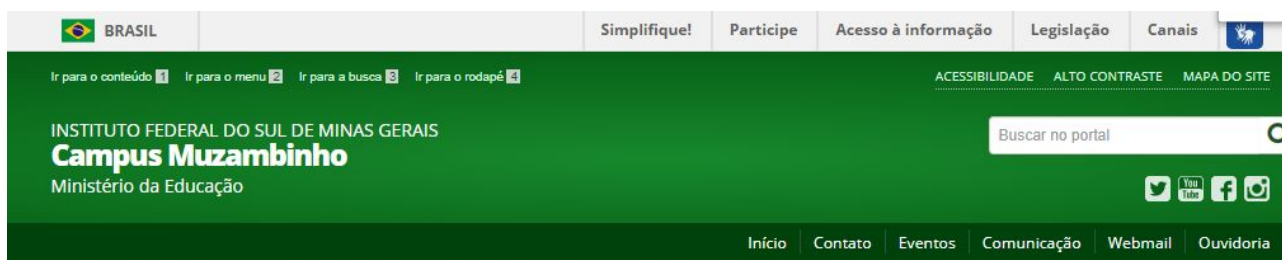 BRASIL Simplifique! Participe Acesso à informação Legislação Canais
Ir para o conteúdo 1 Ir para o menu 2 Ir para a busca 3 Ir para o rodapé 4 ACESSIBILIDADE ALTO CONTRASTE MAPA DO SITE
INSTITUTO FEDERAL DO SUL DE MINAS GERAIS
Buscar no portal
Campus Muzambinho
Ministério da Educação
You Tube
Início Contato Eventos Comunicação Webmail Ouvidoria